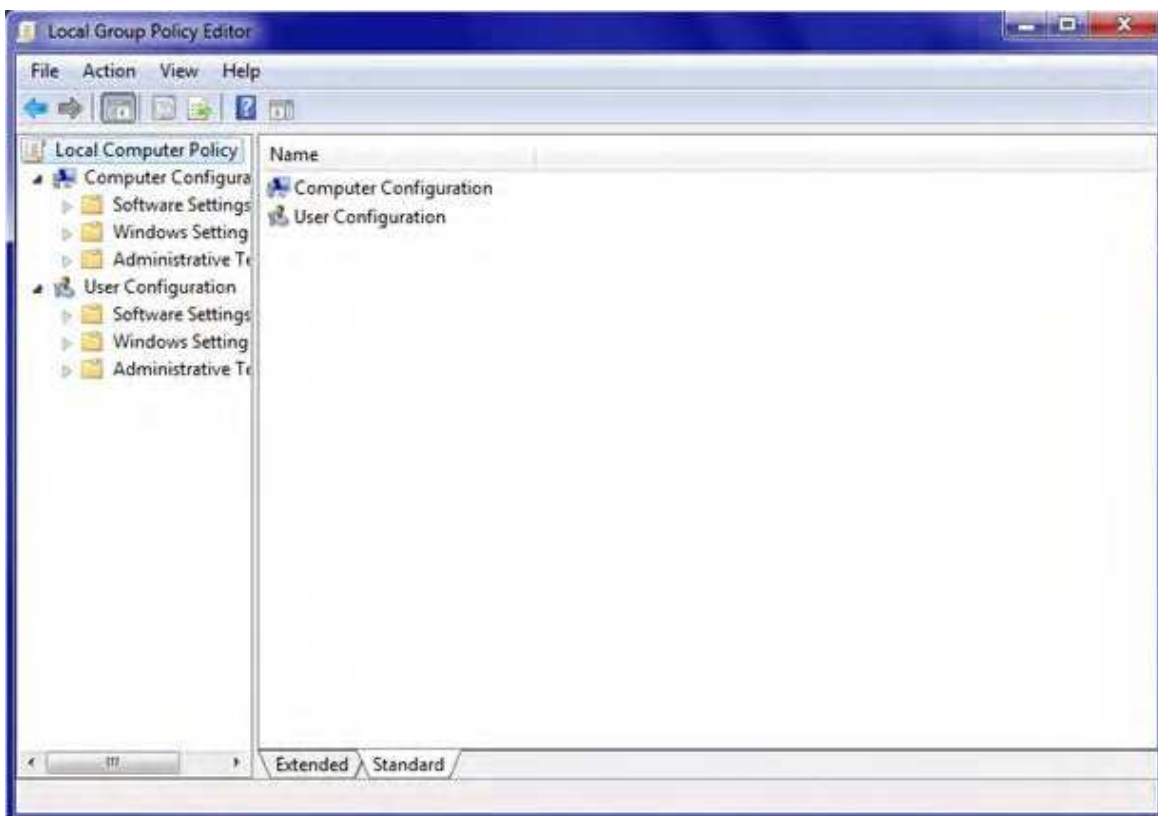 Local Group Policy Editor
File Action View Help
Local Computer Policy
Computer Configura
Software Settings
Windows Setting
Administrative Te
User Configuration
Software Settings
Windows Setting
Administrative Te
Name
Computer Configuration
User Configuration
Extended Standard